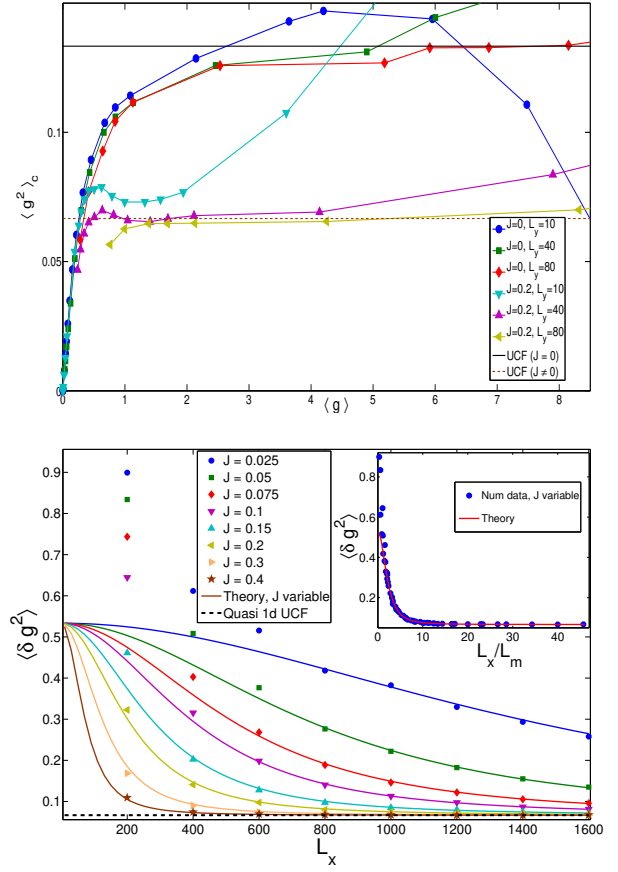 ⟨ g² ⟩c
0.1
0.05
0
0 1 2 3 4 5 6 7 8
⟨ g ⟩
J=0, Ly=10
J=0, Ly=40
J=0, Ly=80
J=0.2, Ly=10
J=0.2, Ly=40
J=0.2, Ly=80
UCF (J = 0)
UCF (J ≠ 0)
⟨δ g²⟩
0.9
0.8
0.7
0.6
0.5
0.4
0.3
0.2
0.1
200 400 600 800 1000 1200 1400 1600
Lx
J = 0.025
J = 0.05
J = 0.075
J = 0.1
J = 0.15
J = 0.2
J = 0.3
J = 0.4
Theory, J variable
Quasi 1d UCF
⟨δ g²⟩
0.8
0.6
0.4
0.2
0 10 20 30 40
Lx/Lm
Num data, J variable
Theory